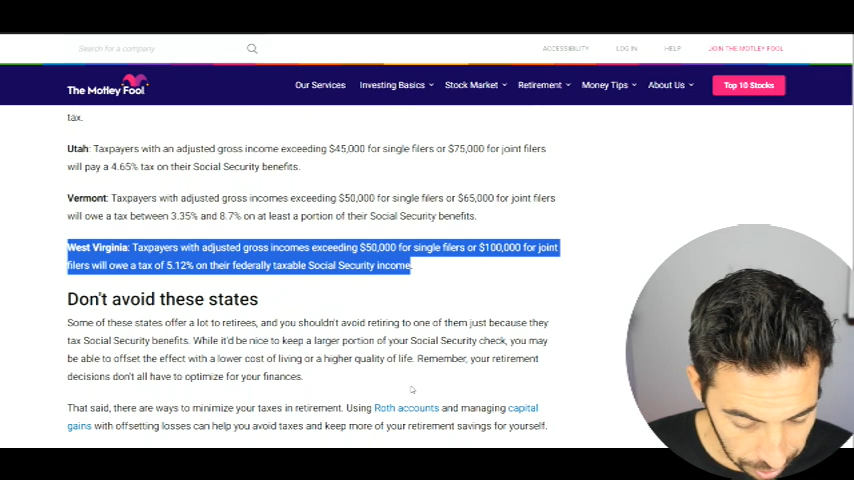 Search for a company
ACCESSIBILITY LOG IN HELP JOIN THE MOTLEY FOOL
The Motley Fool Our Services Investing Basics Stock Market Retirement Money Tips About Us Top 10 Stocks
tax.
Utah: Taxpayers with an adjusted gross income exceeding $45,000 for single filers or $75,000 for joint filers
will pay a 4.65% tax on their Social Security benefits.
Vermont: Taxpayers with adjusted gross incomes exceeding $50,000 for single filers or $65,000 for joint filers
will owe a tax between 3.35% and 8.7% on at least a portion of their Social Security benefits.
West Virginia: Taxpayers with adjusted gross incomes exceeding $50,000 for single filers or $100,000 for joint
filers will owe a tax of 5.12% on their federally taxable Social Security income.
Don't avoid these states
Some of these states offer a lot to retirees, and you shouldn't avoid retiring to one of them just because they
tax Social Security benefits. While it'd be nice to keep a larger portion of your Social Security check, you may
be able to offset the effect with a lower cost of living or a higher quality of life. Remember, your retirement
decisions don't all have to optimize for your finances.
That said, there are ways to minimize your taxes in retirement. Using Roth accounts and managing capital
gains with offsetting losses can help you avoid taxes and keep more of your retirement savings for yourself.